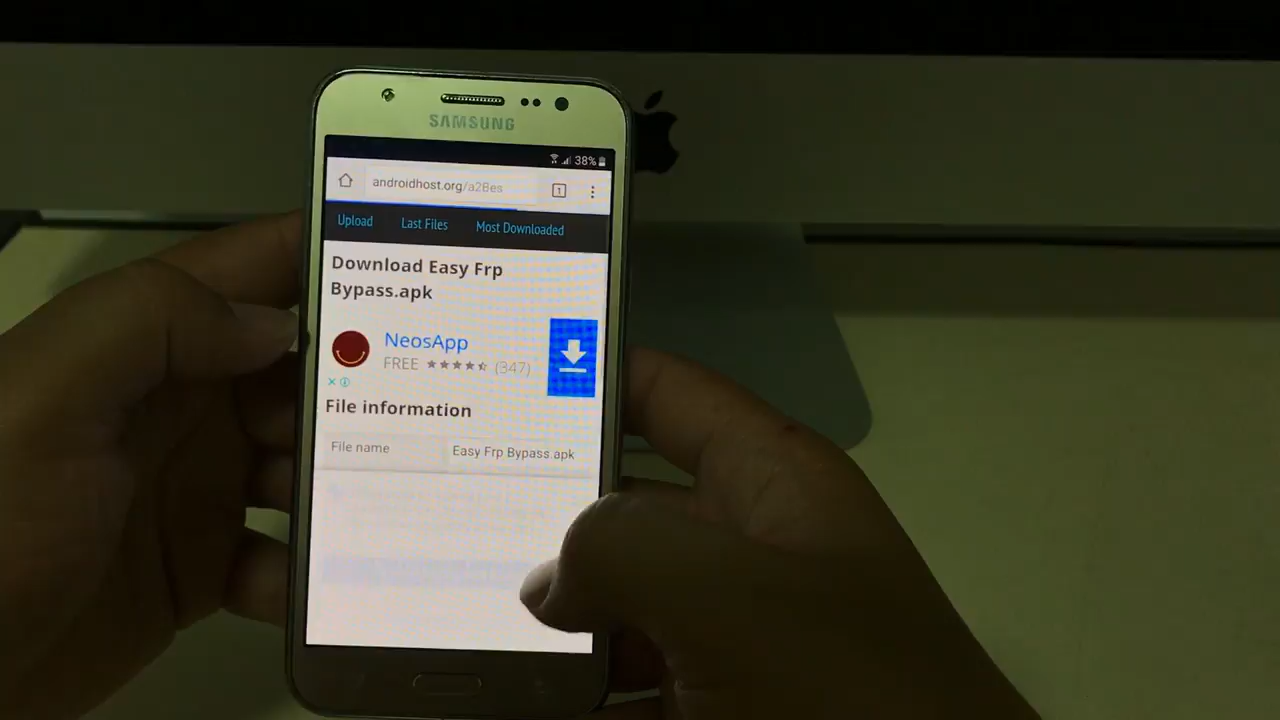 SAMSUNG
38%
androidhost.org/a2Bes
1
Upload Last Files Most Downloaded
Download Easy Frp
Bypass.apk
NeosApp
FREE (347)
File information
File name Easy Frp Bypass.apk